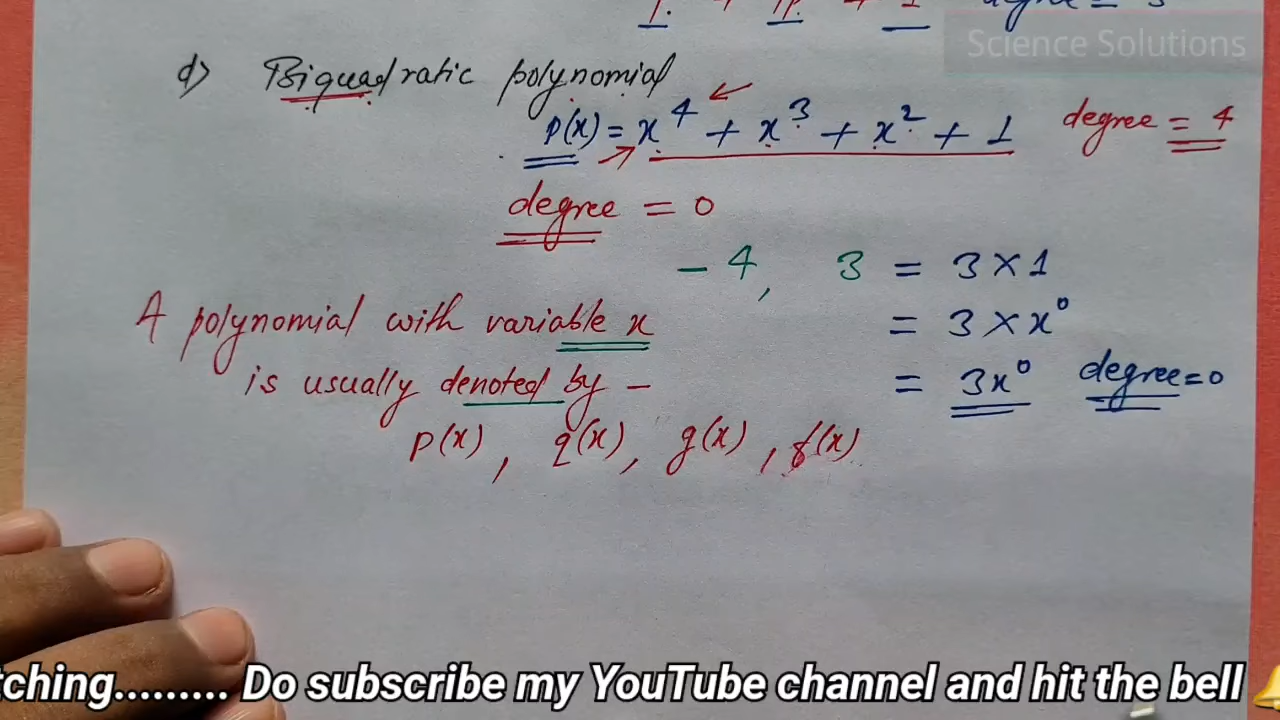 Science Solutions
d) Biquadratic polynomial
p(x) = x⁴ + x³ + x² + 1 degree = 4
degree = 0
- 4, 3 = 3 × 1
A polynomial with variable x = 3 × x⁰
is usually denoted by - = 3x⁰ degree = 0
p(x), q(x), g(x), f(x)
tching......... Do subscribe my YouTube channel and hit the bell 🔔